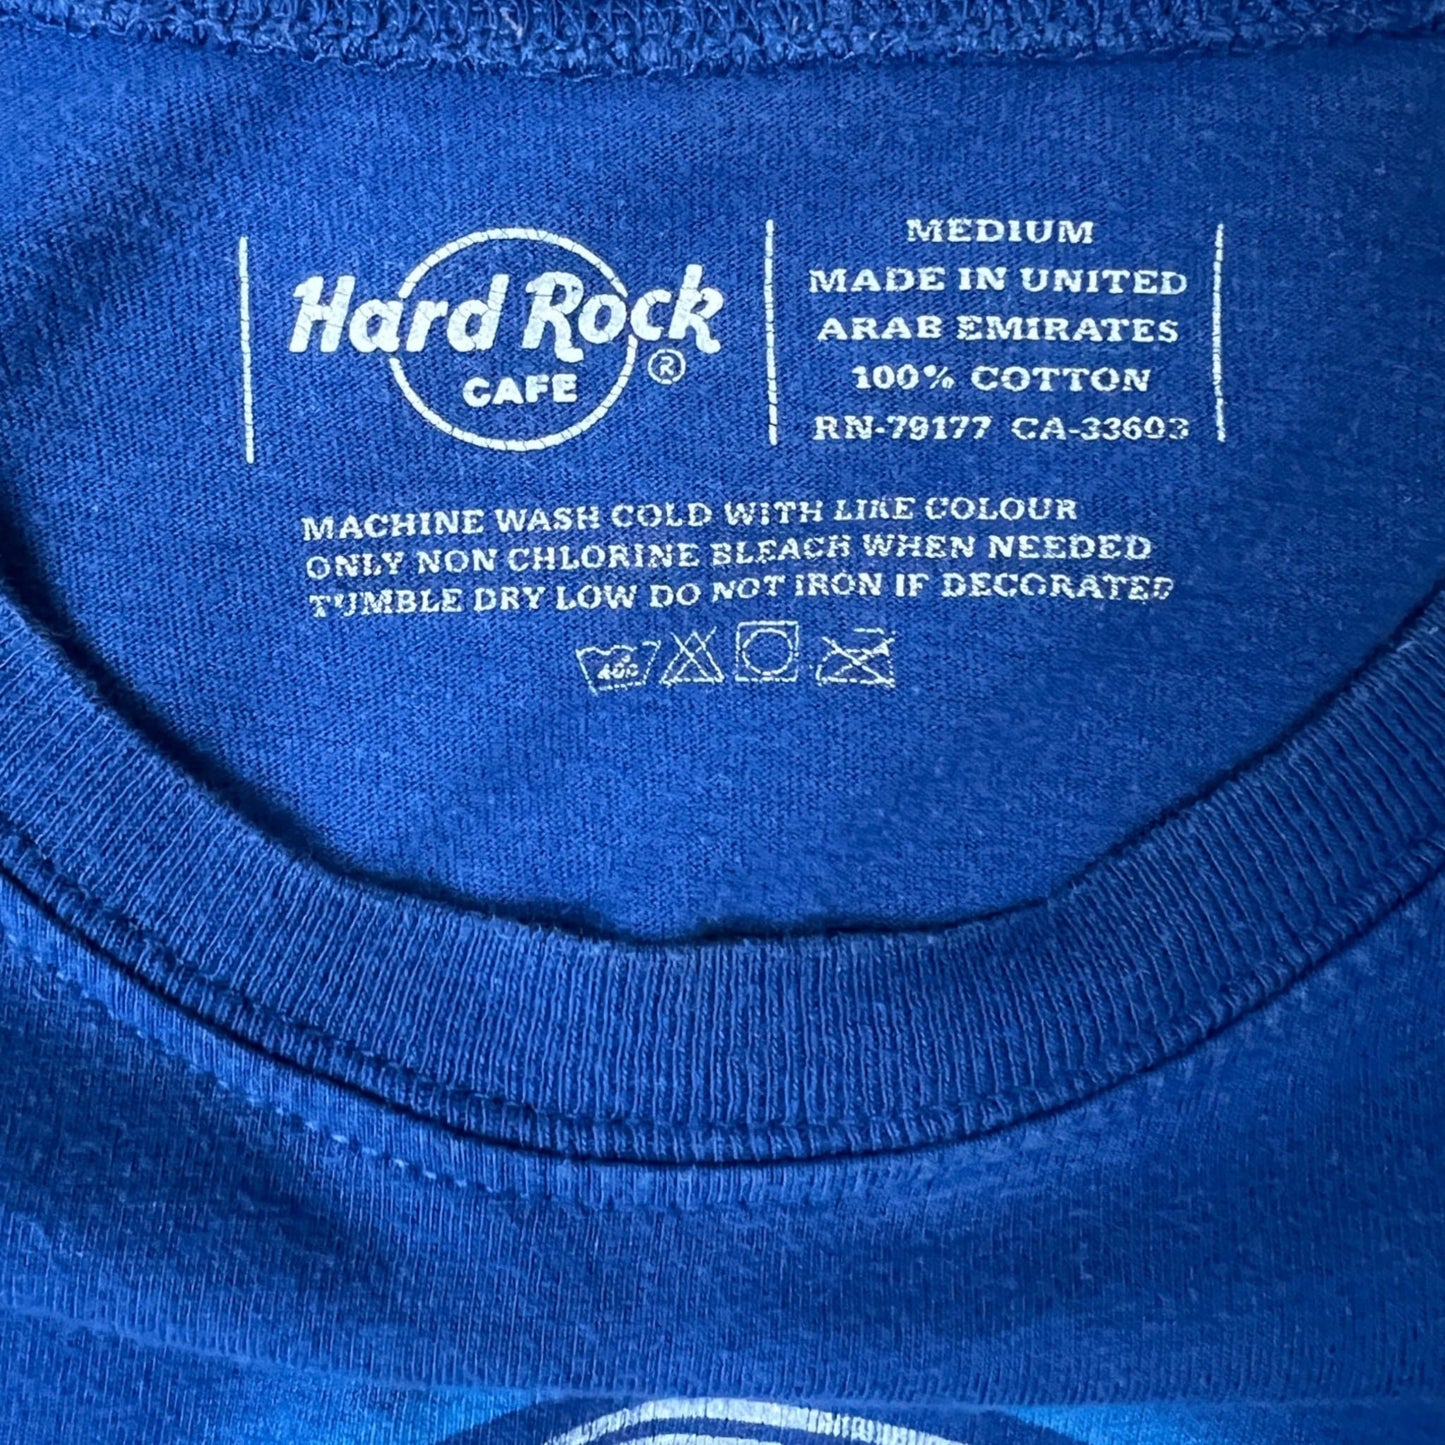 Hard Rock
CAFE
®
MEDIUM
MADE IN UNITED
ARAB EMIRATES
100% COTTON
RN-79177 CA-33603
MACHINE WASH COLD WITH LIKE COLOUR
ONLY NON CHLORINE BLEACH WHEN NEEDED
TUMBLE DRY LOW DO NOT IRON IF DECORATED